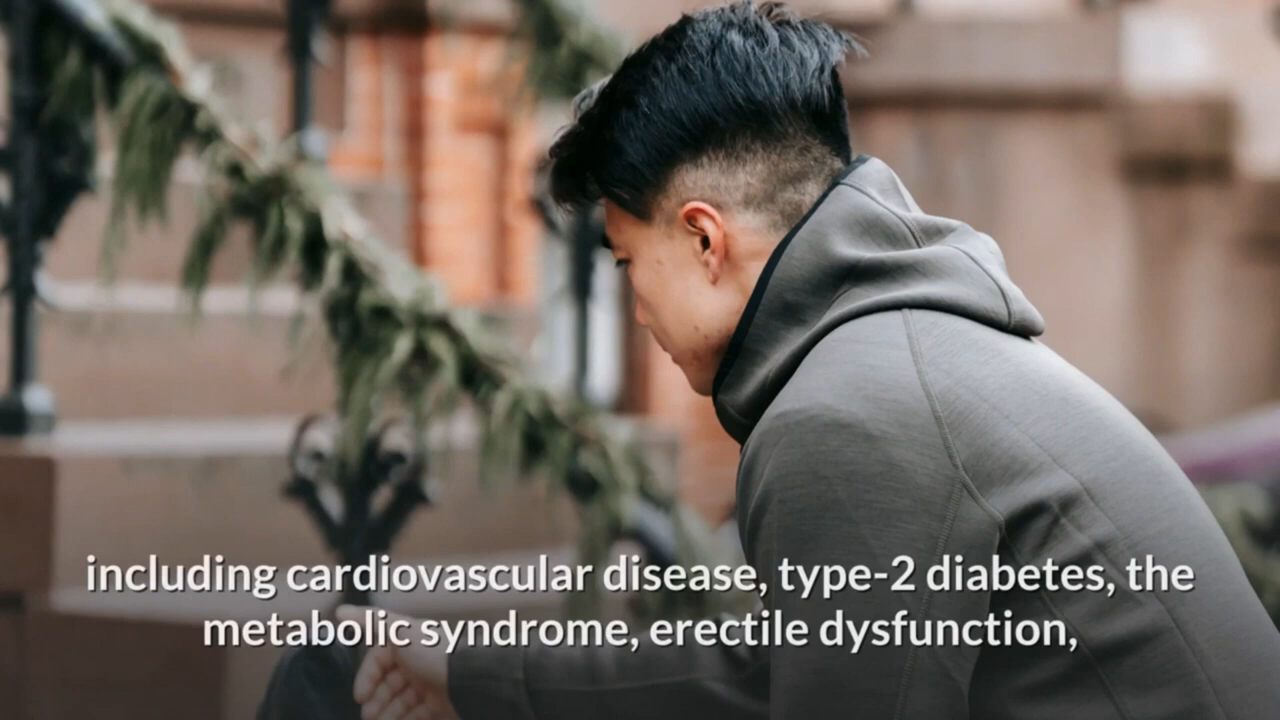 including cardiovascular disease, type-2 diabetes, the
metabolic syndrome, erectile dysfunction,